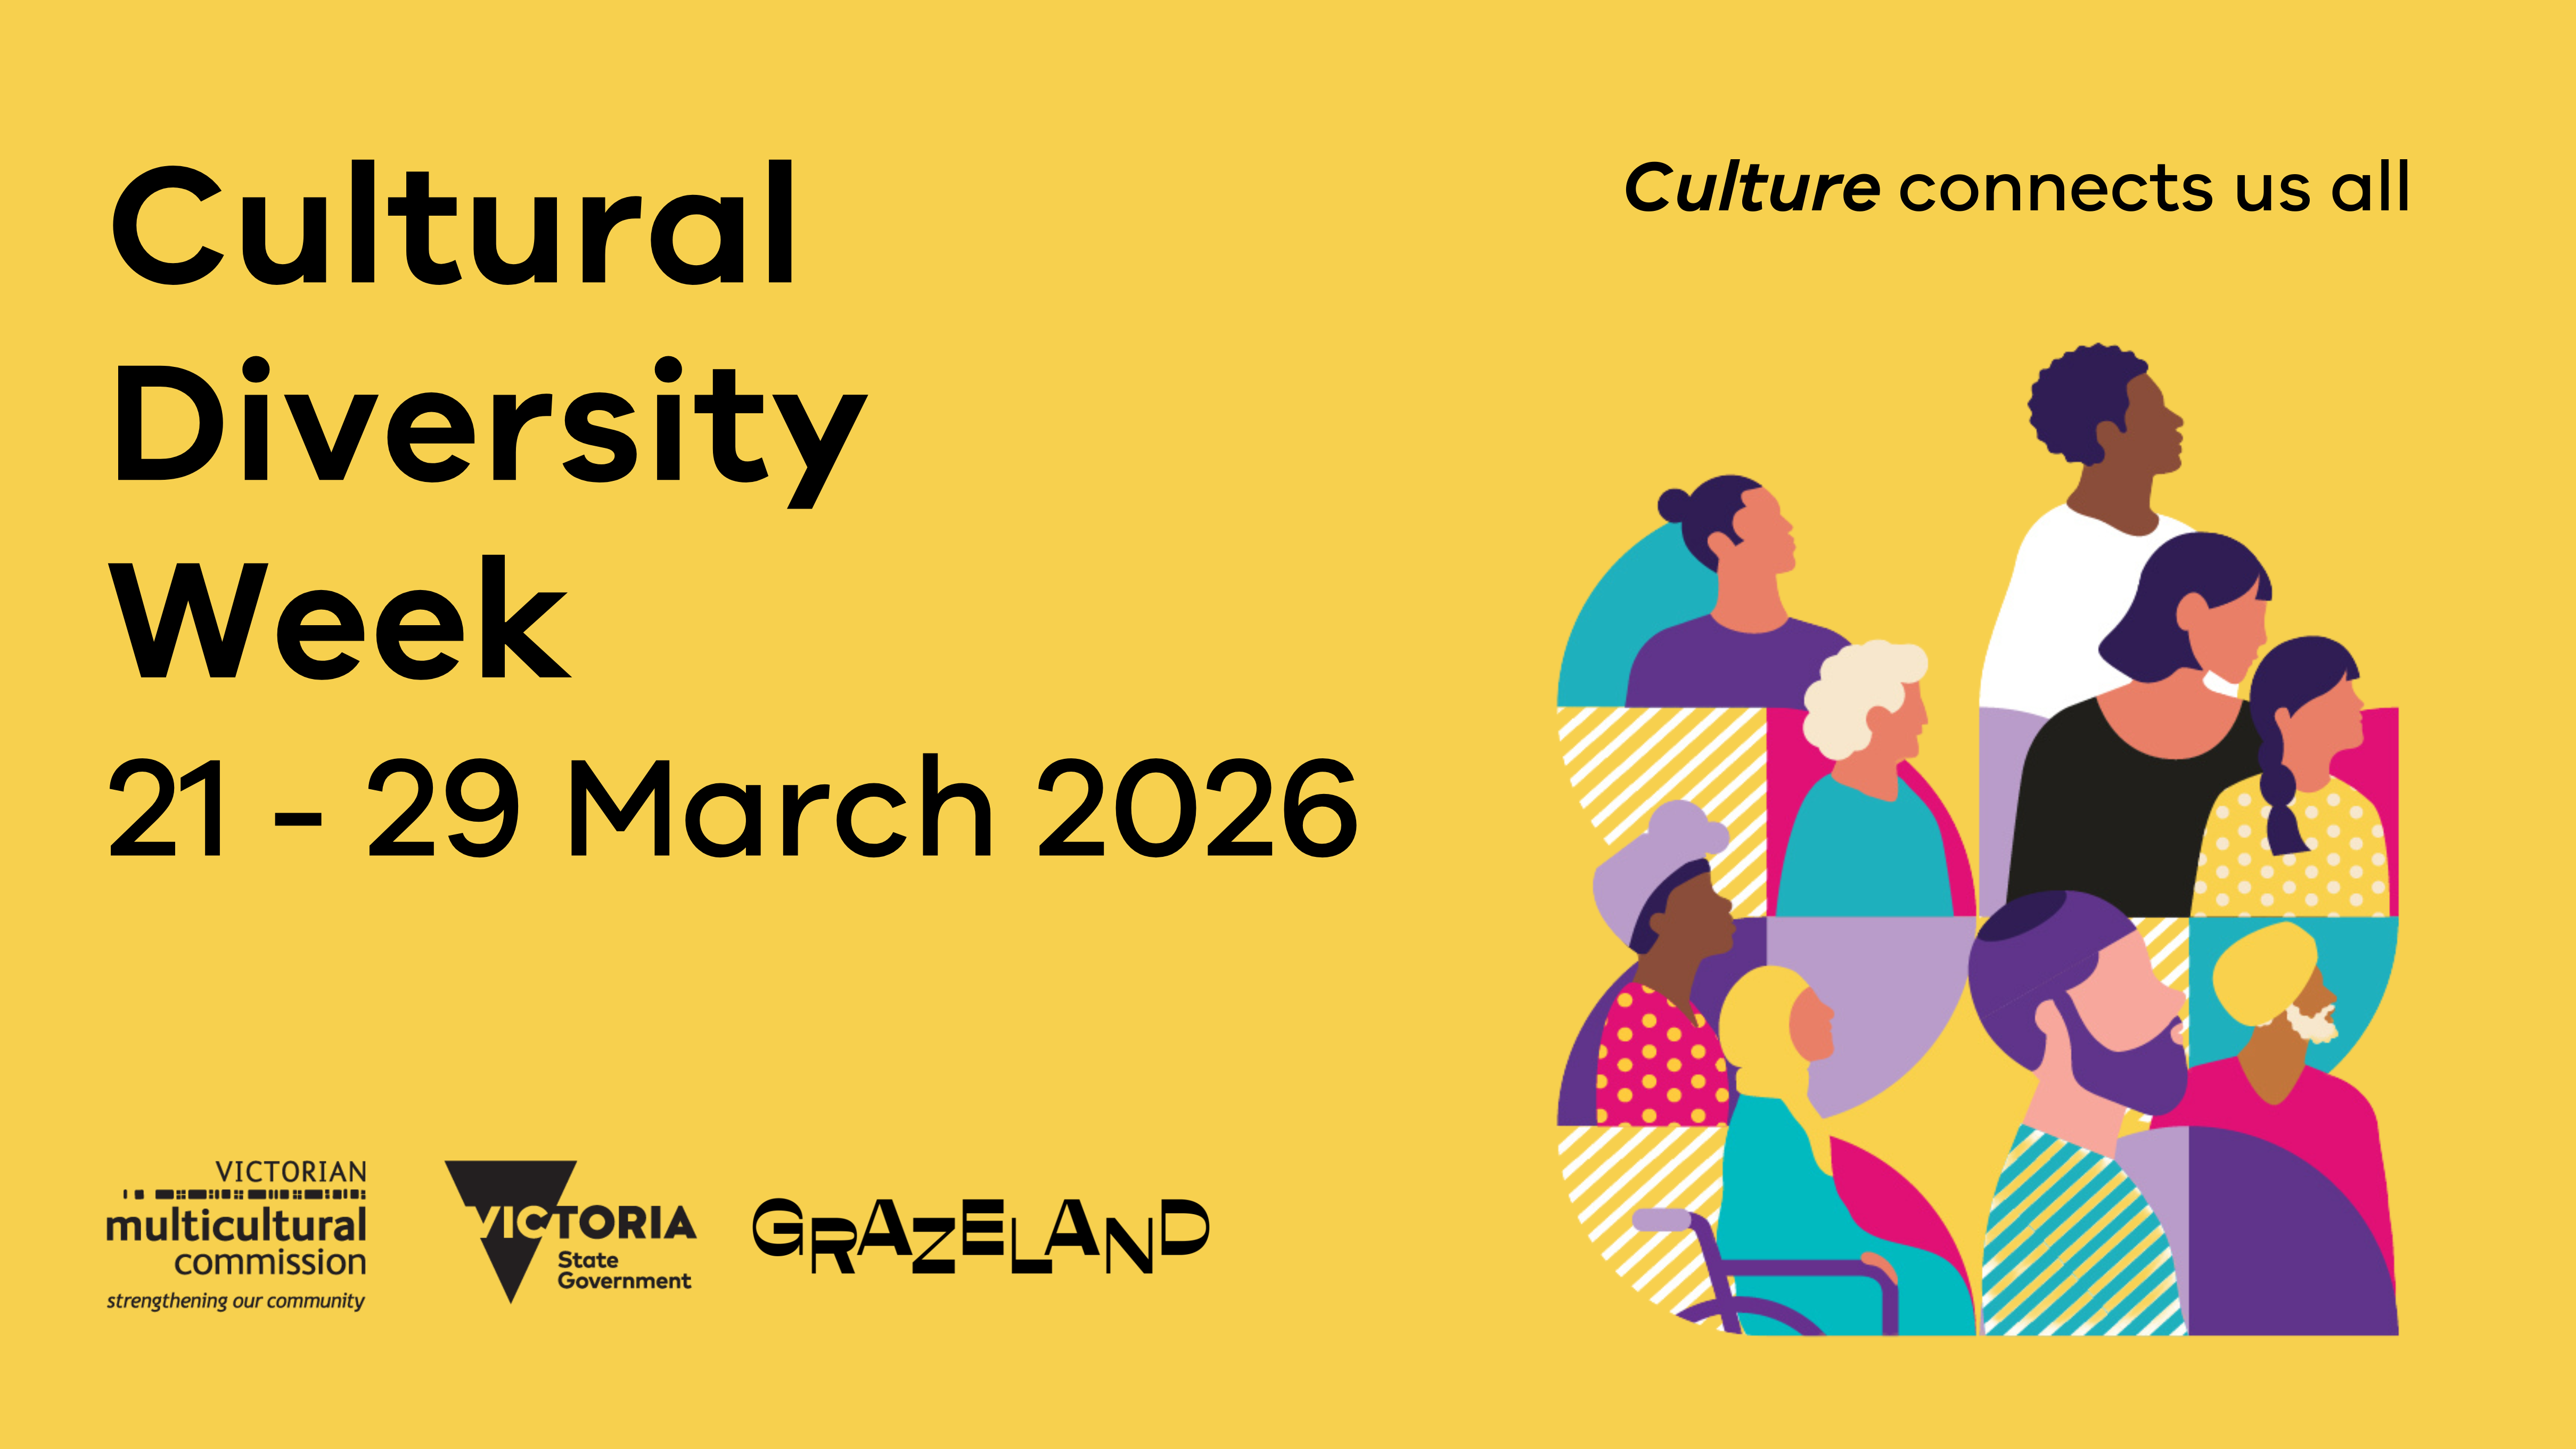 Cultural
Diversity
Week
21 - 29 March 2026
Culture connects us all
VICTORIAN
multicultural
commission
strengthening our community
VICTORIA
State
Government
GRAZELAND